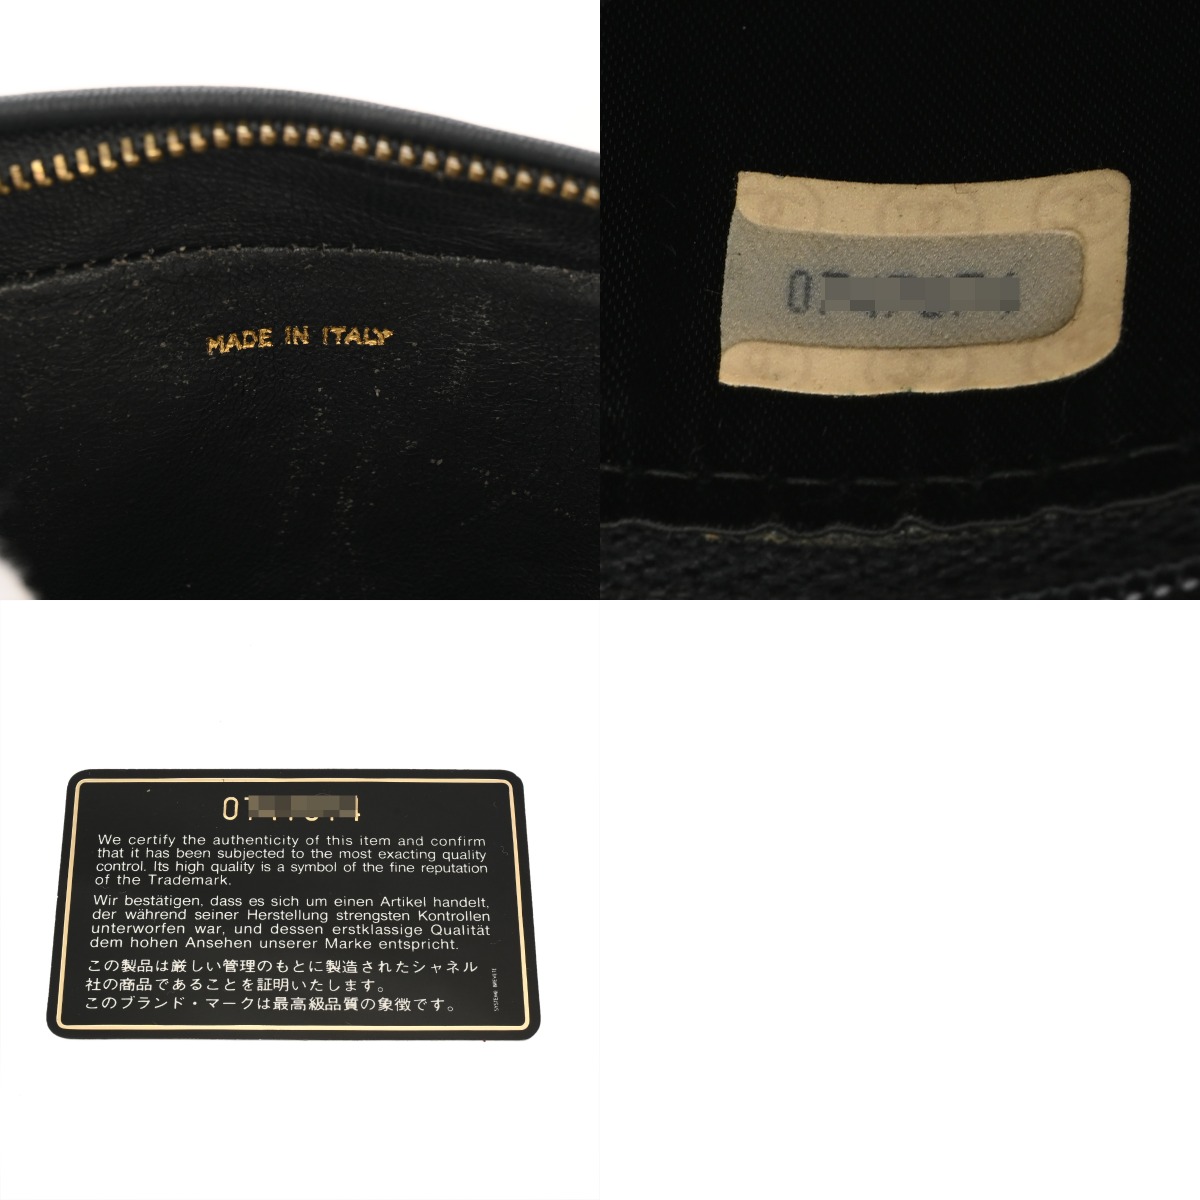 MADE IN ITALY
We certify the authenticity of this item and confirm
that it has been subjected to the most exacting quality
control. Its high quality is a symbol of the fine reputation
of the Trademark.
Wir bestätigen, dass es sich um einen Artikel handelt,
der während seiner Herstellung strengsten Kontrollen
unterworfen war, und dessen erstklassige Qualität
dem hohen Ansehen unserer Marke entspricht.
この製品は厳しい管理のもとに製造されたシャネル
社の商品であることを証明いたします。
このブランド・マークは最高級品質の象徴です。
SYSTEME BREVETE